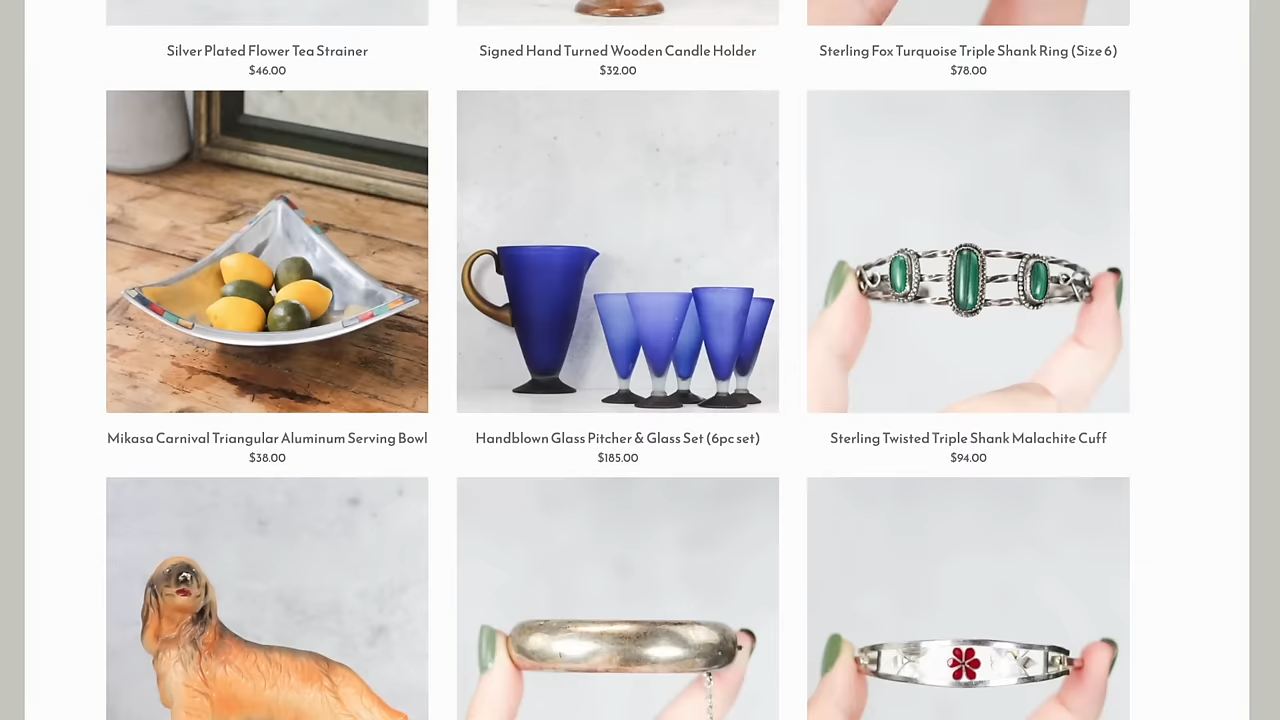 Silver Plated Flower Tea Strainer
$46.00
Signed Hand Turned Wooden Candle Holder
$32.00
Sterling Fox Turquoise Triple Shank Ring (Size 6)
$78.00
Mikasa Carnival Triangular Aluminum Serving Bowl
$38.00
Handblown Glass Pitcher & Glass Set (6pc set)
$185.00
Sterling Twisted Triple Shank Malachite Cuff
$94.00